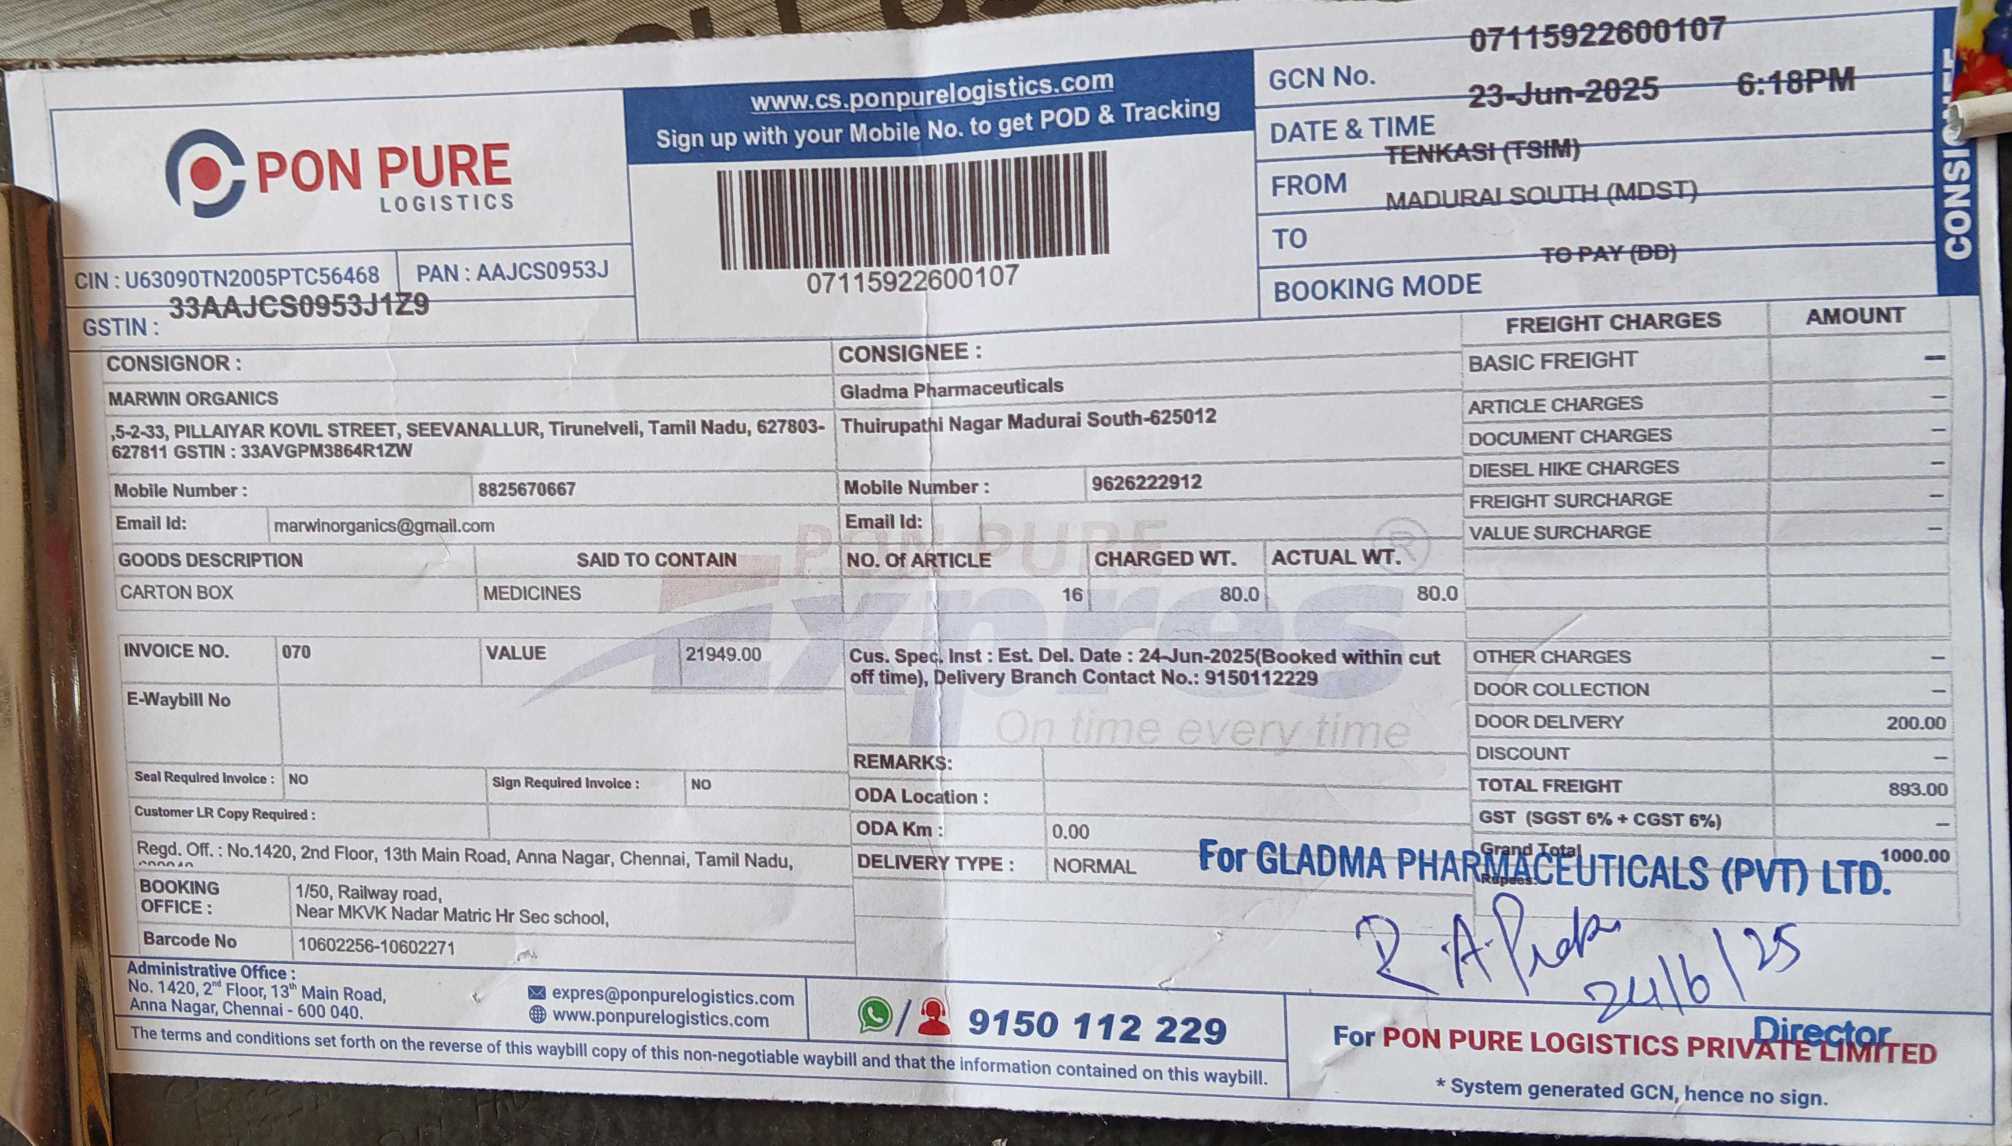 PON PURE
LOGISTICS
www.cs.ponpurelogistics.com
Sign up with your Mobile No. to get POD & Tracking
07115922600107
GCN No. 07115922600107
DATE & TIME 23-Jun-2025 6:18PM
FROM TENKASI (TSIM)
TO MADURAI SOUTH (MDST)
BOOKING MODE TO PAY (DD)
CIN : U63090TN2005PTC56468 PAN : AAJCS0953J
GSTIN : 33AAJCS0953J1Z9
CONSIGNOR :
MARWIN ORGANICS
,5-2-33, PILLAIYAR KOVIL STREET, SEEVANALLUR, Tirunelveli, Tamil Nadu, 627803-
627811 GSTIN : 33AVGPM3864R1ZW
Mobile Number : 8825670667
Email Id: marwinorganics@gmail.com
CONSIGNEE :
Gladma Pharmaceuticals
Thuirupathi Nagar Madurai South-625012
Mobile Number : 9626222912
Email Id:
GOODS DESCRIPTION SAID TO CONTAIN NO. Of ARTICLE CHARGED WT. ACTUAL WT.
CARTON BOX MEDICINES 16 80.0 80.0
PON PURE ®
Expres
On time every time
INVOICE NO. 070 VALUE 21949.00
E-Waybill No
Seal Required Invoice : NO Sign Required Invoice : NO
Customer LR Copy Required :
Regd. Off. : No.1420, 2nd Floor, 13th Main Road, Anna Nagar, Chennai, Tamil Nadu,
BOOKING OFFICE : 1/50, Railway road,
Near MKVK Nadar Matric Hr Sec school,
Barcode No 10602256-10602271
Cus. Spec. Inst : Est. Del. Date : 24-Jun-2025(Booked within cut
off time), Delivery Branch Contact No.: 9150112229
REMARKS:
ODA Location :
ODA Km : 0.00
DELIVERY TYPE : NORMAL
FREIGHT CHARGES AMOUNT
BASIC FREIGHT –
ARTICLE CHARGES –
DOCUMENT CHARGES –
DIESEL HIKE CHARGES –
FREIGHT SURCHARGE –
VALUE SURCHARGE –
OTHER CHARGES –
DOOR COLLECTION –
DOOR DELIVERY 200.00
DISCOUNT –
TOTAL FREIGHT 893.00
GST (SGST 6% + CGST 6%) –
Grand Total 1000.00
Rupees:
For GLADMA PHARMACEUTICALS (PVT) LTD.
24/6/25
Director
Administrative Office :
No. 1420, 2nd Floor, 13th Main Road,
Anna Nagar, Chennai - 600 040.
expres@ponpurelogistics.com
www.ponpurelogistics.com
/ 9150 112 229
The terms and conditions set forth on the reverse of this waybill copy of this non-negotiable waybill and that the information contained on this waybill.
For PON PURE LOGISTICS PRIVATE LIMITED
* System generated GCN, hence no sign.